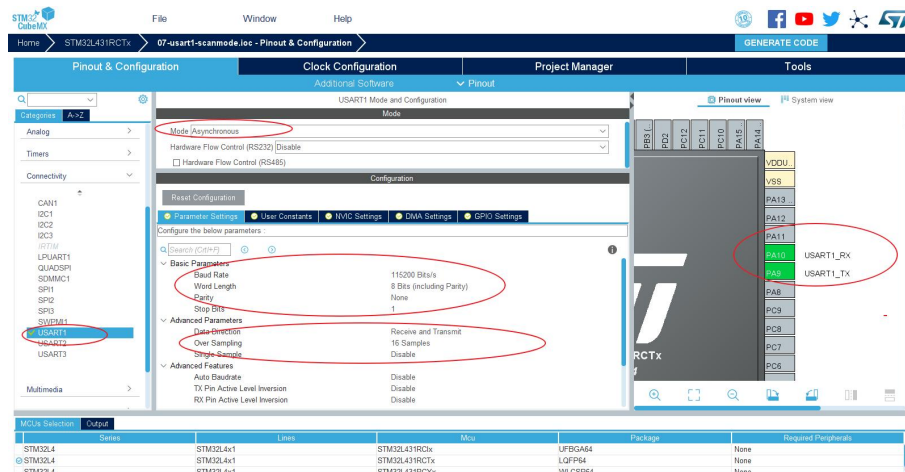 STM32
CubeMX
File Window Help
Home STM32L431RCTx 07-usart1-scanmode.ioc - Pinout & Configuration GENERATE CODE
Pinout & Configuration Clock Configuration Project Manager Tools
Additional Software Pinout
USART1 Mode and Configuration
Pinout view System view
Categories A->Z
Mode
Analog
Timers
Connectivity
CAN1
I2C1
I2C2
I2C3
IRTIM
LPUART1
QUADSPI
SDMMC1
SPI1
SPI2
SPI3
SWPMI1
USART1
USART2
USART3
Multimedia
Mode Asynchronous
Hardware Flow Control (RS232) Disable
Hardware Flow Control (RS485)
Configuration
Reset Configuration
Parameter Settings User Constants NVIC Settings DMA Settings GPIO Settings
Configure the below parameters :
Search (Crtl+F)
Basic Parameters
Baud Rate 115200 Bits/s
Word Length 8 Bits (including Parity)
Parity None
Stop Bits 1
Advanced Parameters
Data Direction Receive and Transmit
Over Sampling 16 Samples
Single Sample Disable
Advanced Features
Auto Baudrate Disable
TX Pin Active Level Inversion Disable
RX Pin Active Level Inversion Disable
PB3 (..
PD2
PC12
PC11
PC10
PA15
PA14
VDDU..
VSS
PA13 ..
PA12
PA11
PA10 USART1_RX
PA9 USART1_TX
PA8
PC9
PC8
PC7
PC6
RCTx
MCUs Selection Output
Series Lines Mcu Package Required Peripherals
STM32L4 STM32L4x1 STM32L431RCIx UFBGA64 None
STM32L4 STM32L4x1 STM32L431RCTx LQFP64 None
STM32L4 STM32L4x1 STM32L431RCYx WLCSP64 None